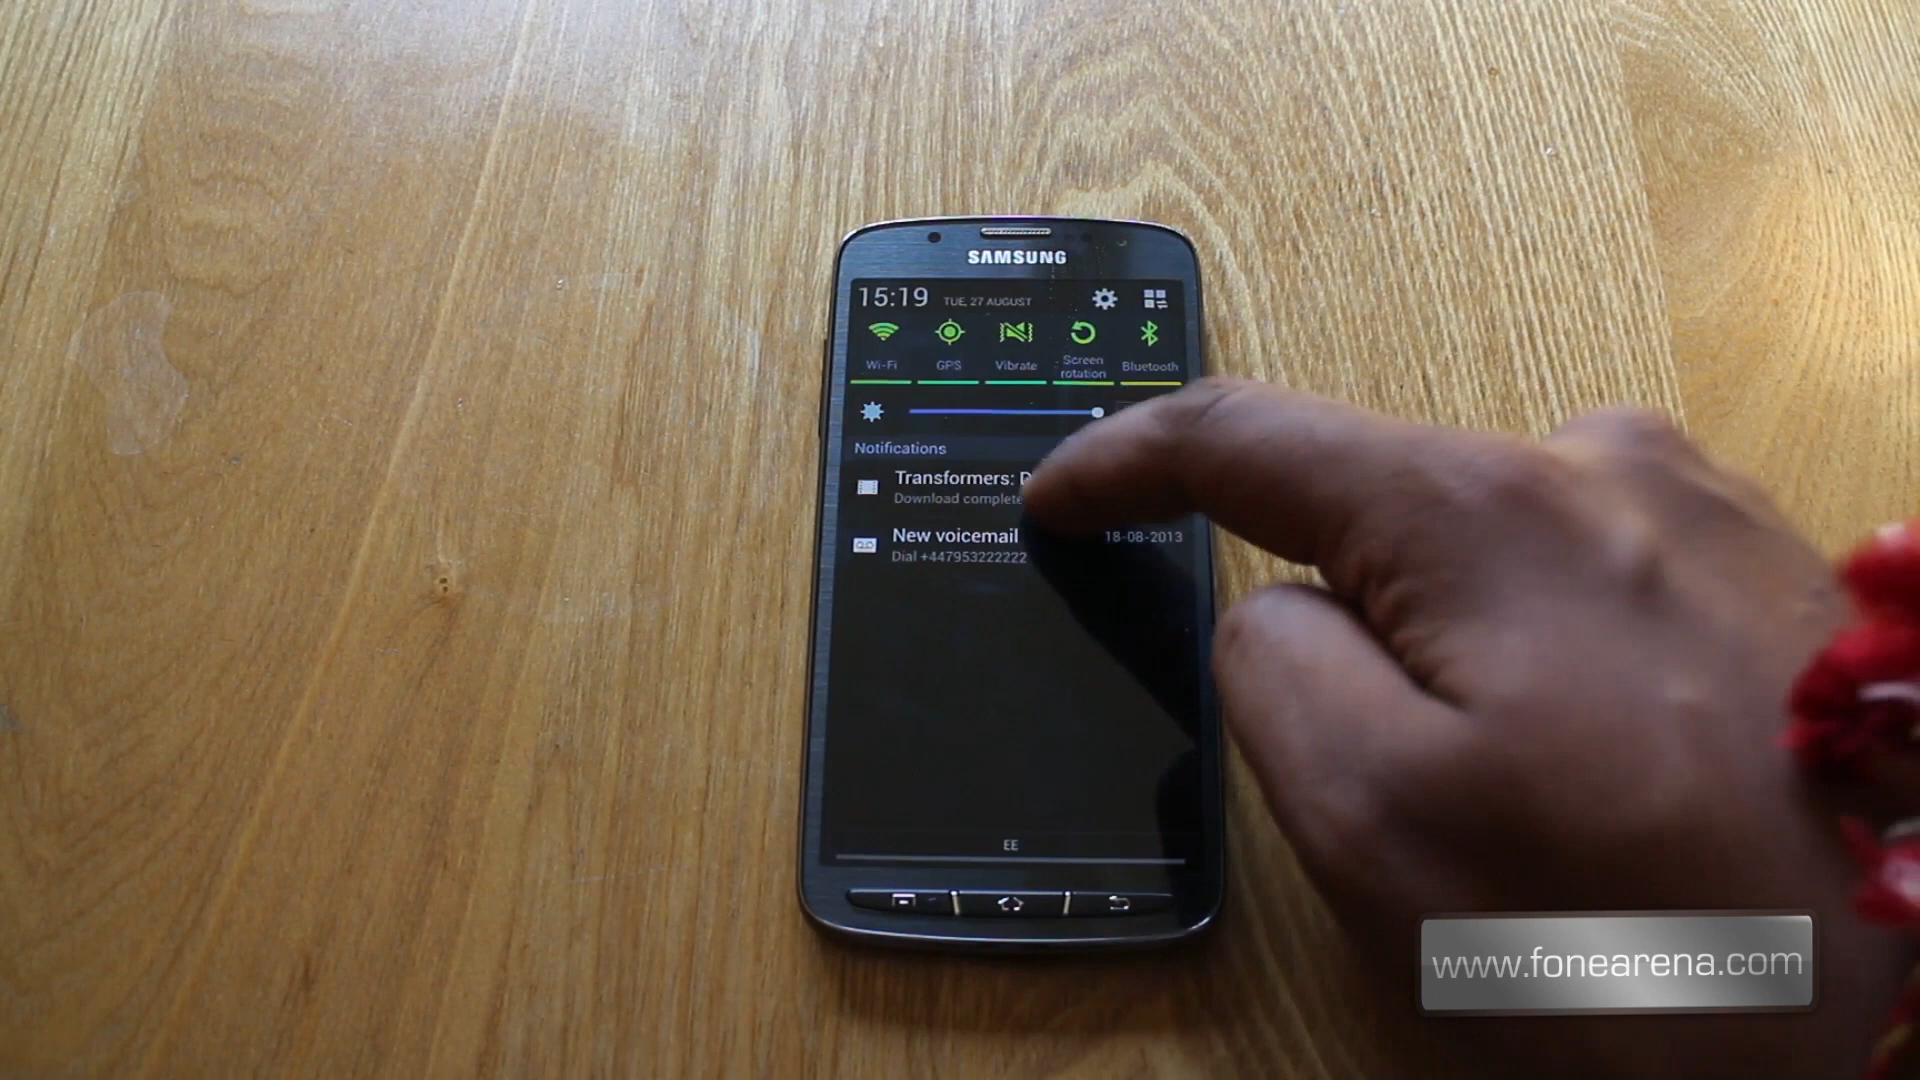 SAMSUNG
15:19 TUE, 27 AUGUST
Wi-Fi GPS Vibrate Screen rotation Bluetooth
Notifications
Transformers:
Download complete
New voicemail 18-08-2013
Dial +447953222222
EE
www.fonearena.com